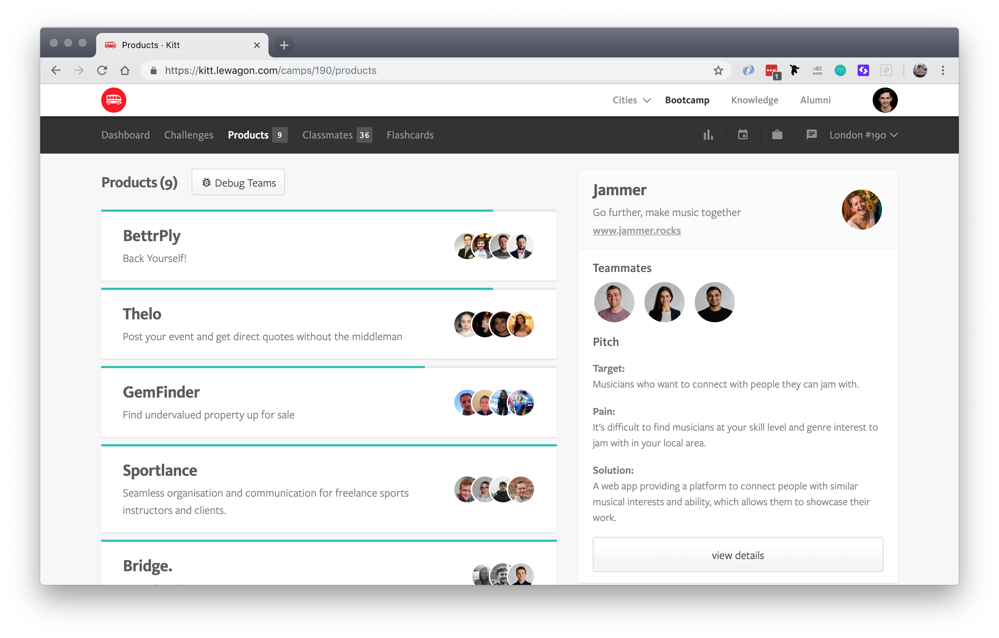 Products · Kitt
https://kitt.lewagon.com/camps/190/products
1
m
Cities Bootcamp Knowledge Alumni
Dashboard Challenges Products 9 Classmates 36 Flashcards London #190
Products (9) Debug Teams
BettrPly
Back Yourself!
Thelo
Post your event and get direct quotes without the middleman
GemFinder
Find undervalued property up for sale
Sportlance
Seamless organisation and communication for freelance sports
instructors and clients.
Bridge.
Jammer
Go further, make music together
www.jammer.rocks
Teammates
Pitch
Target:
Musicians who want to connect with people they can jam with.
Pain:
It's difficult to find musicians at your skill level and genre interest to
jam with in your local area.
Solution:
A web app providing a platform to connect people with similar
musical interests and ability, which allows them to showcase their
work.
view details